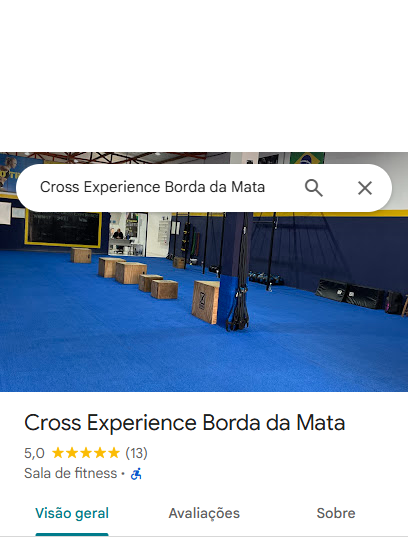 Cross Experience Borda da Mata
Cross Experience Borda da Mata
5,0 ★★★★★ (13)
Sala de fitness ·
Visão geral
Avaliações
Sobre